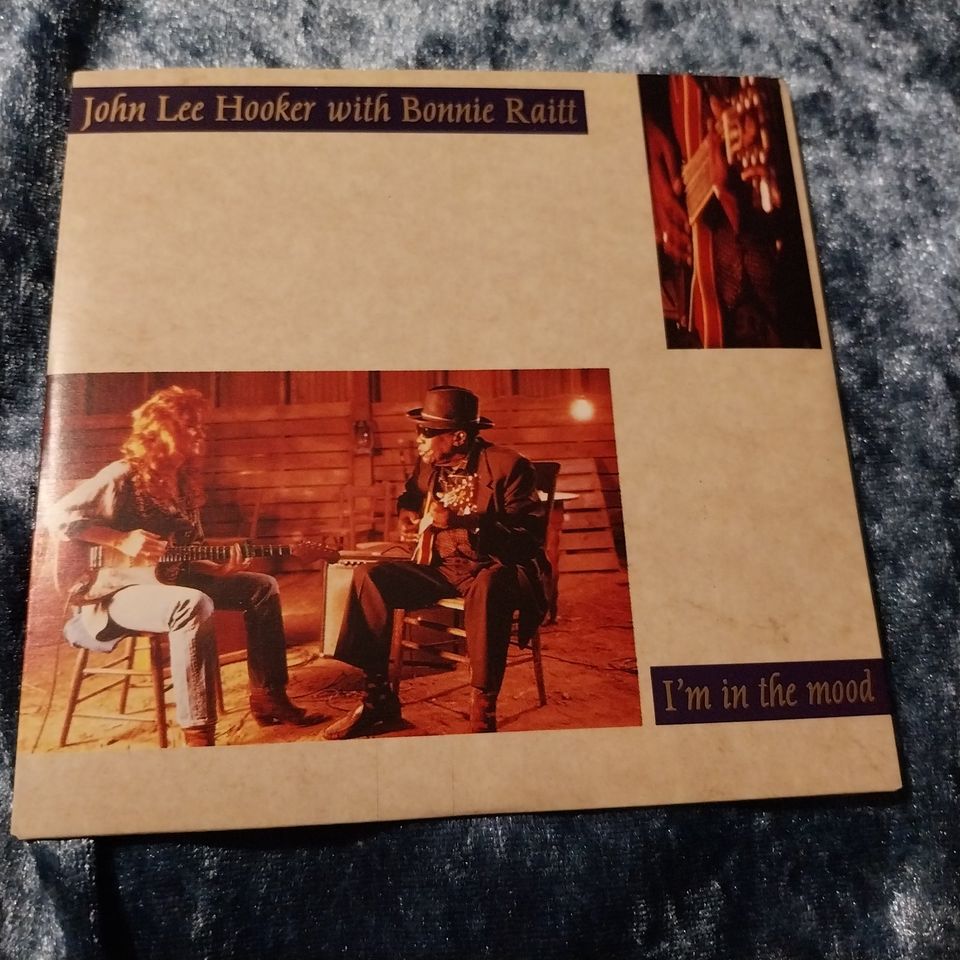 John Lee Hooker with Bonnie Raitt
I'm in the mood